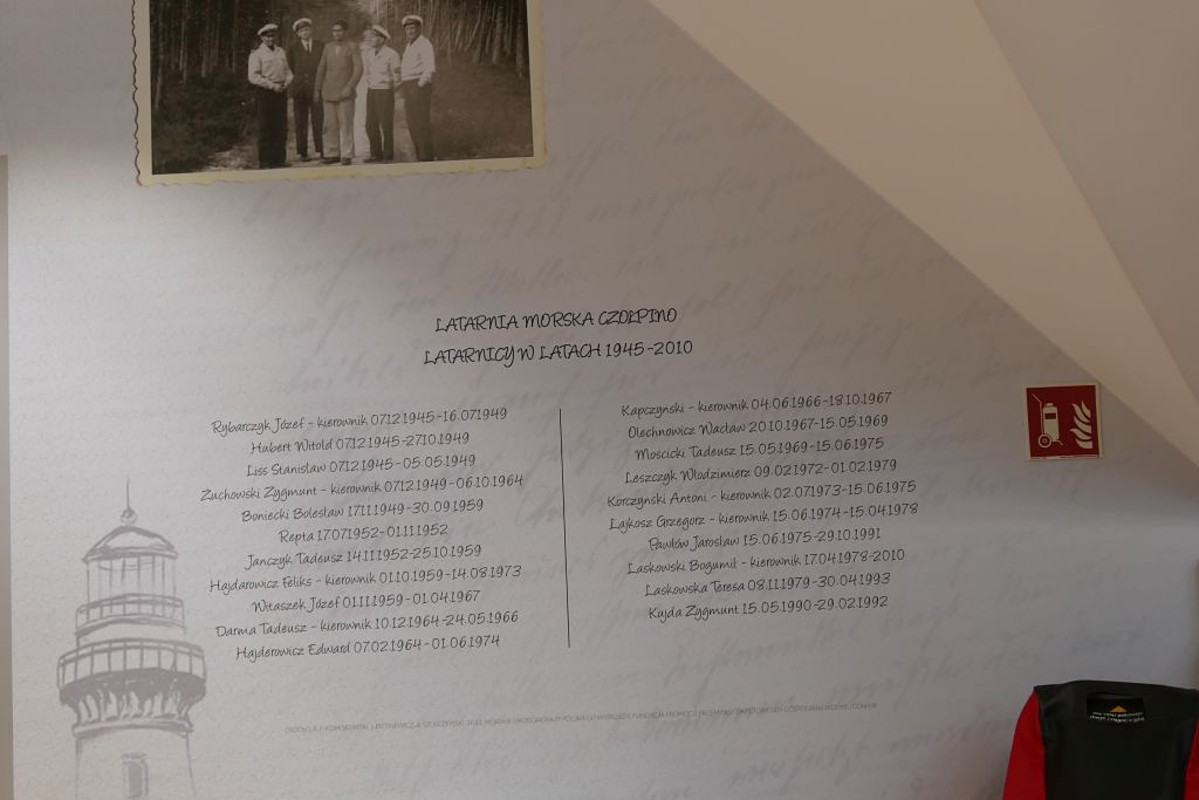 LATARNIA MORSKA CZOŁPINO
LATARNICY W LATACH 1945-2010
Rybarczyk Józef - kierownik 07.12.1945-16.07.1949
Hubert Witold 07.12.1945-27.10.1949
Liss Stanisław 07.12.1945-05.05.1949
Zuchowski Zygmunt - kierownik 07.12.1949-06.10.1964
Boniecki Bolesław 17.11.1949-30.09.1959
Repta 17.07.1952-01.11.1952
Janczyk Tadeusz 14.11.1952-25.10.1959
Hajdarowicz Feliks - kierownik 01.10.1959-14.08.1973
Witaszek Józef 01.11.1959-01.04.1967
Darma Tadeusz - kierownik 10.12.1964-24.05.1966
Hajderowicz Edward 07.02.1964-01.06.1974
Kapczyński - kierownik 04.06.1966-18.10.1967
Olechnowicz Wacław 20.10.1967-15.05.1969
Moscicki Tadeusz 15.05.1969-15.06.1975
Leszczyk Włodzimierz 09.02.1972-01.02.1979
Korczyński Antoni - kierownik 02.07.1973-15.06.1975
Łajkosz Grzegorz - kierownik 15.06.1974-15.04.1978
Pawłów Jarosław 15.06.1975-29.10.1991
Laskowski Bogumił - kierownik 17.04.1978-2010
Laskowska Teresa 08.11.1979-30.04.1993
Kujda Zygmunt 15.05.1990-29.02.1992